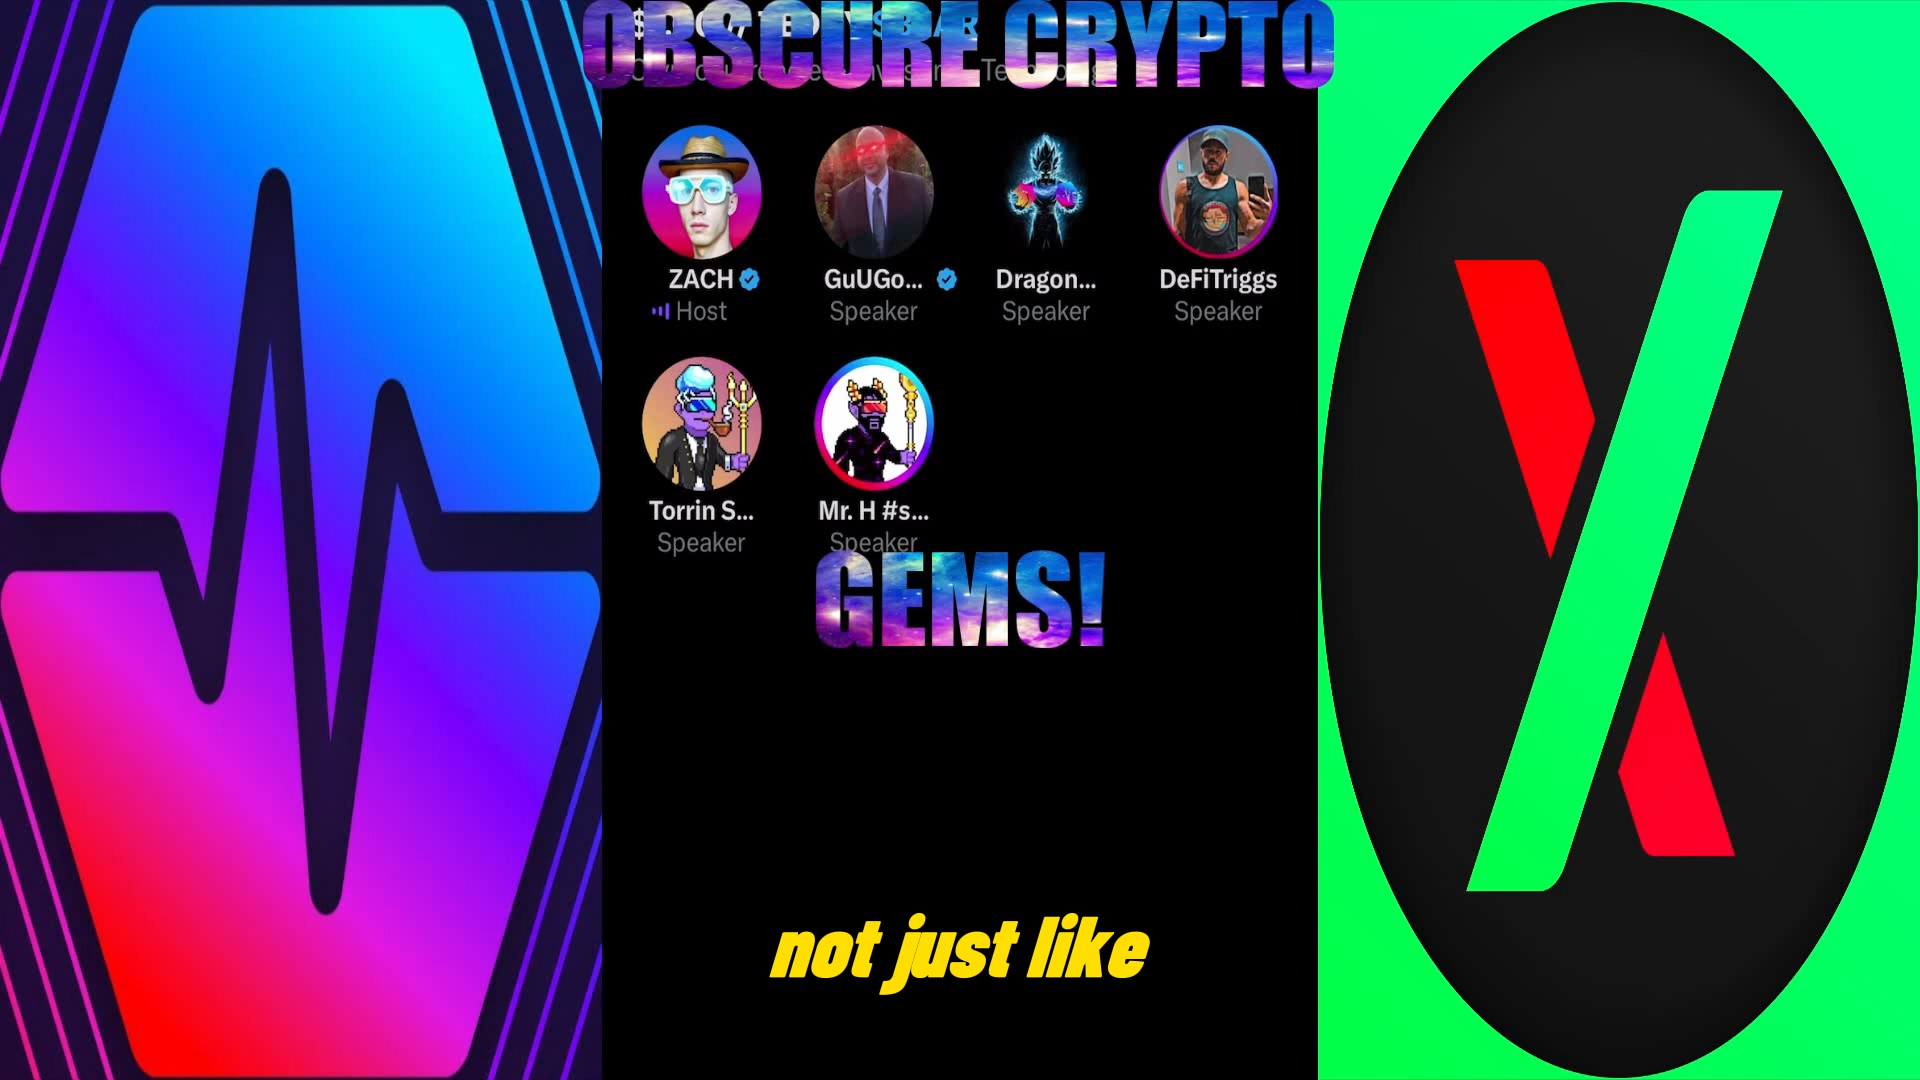 OBSCURE CRYPTO
ZACH GuUGo... Dragon... DeFiTriggs
Host Speaker Speaker Speaker
Torrin S... Mr. H #s...
Speaker Speaker
GEMS!
not just like